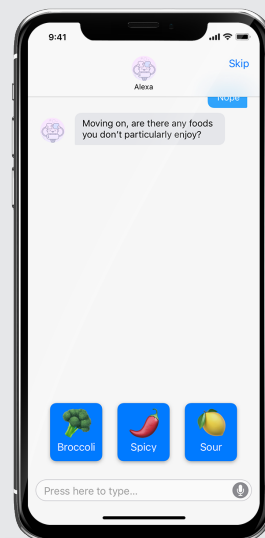 9:41
Skip
Alexa
Nope
Moving on, are there any foods
you don't particularly enjoy?
Broccoli
Spicy
Sour
Press here to type...